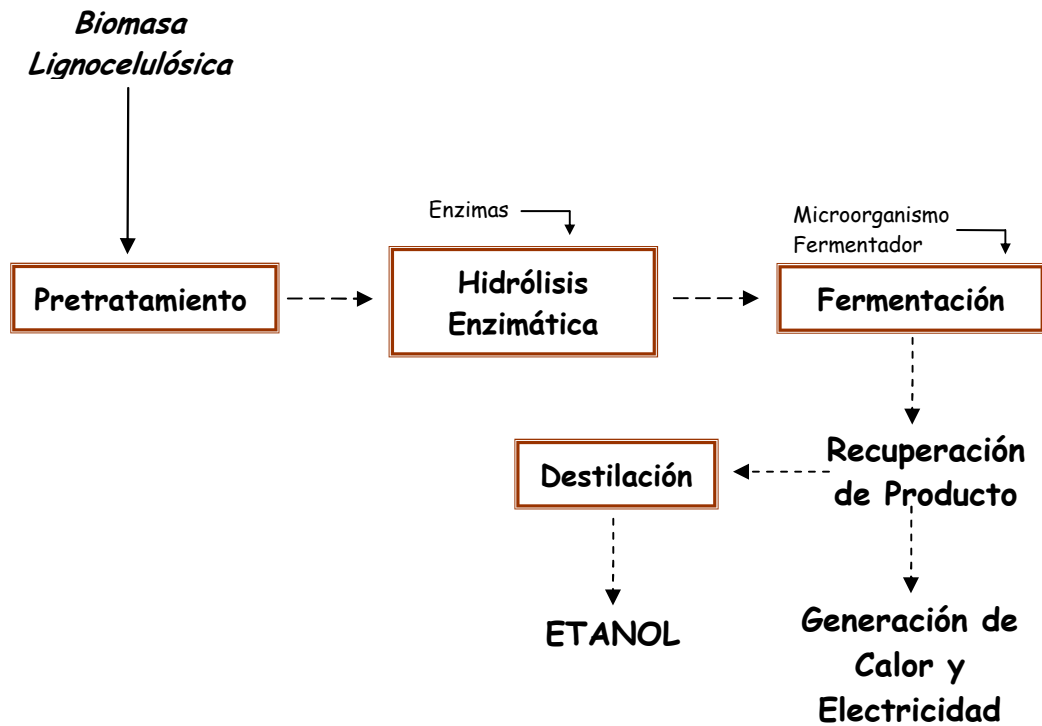 Biomasa
Lignocelulósica
Enzimas
Microorganismo
Fermentador
Pretratamiento
Hidrólisis
Enzimática
Fermentación
Recuperación
de Producto
Destilación
ETANOL
Generación de
Calor y
Electricidad